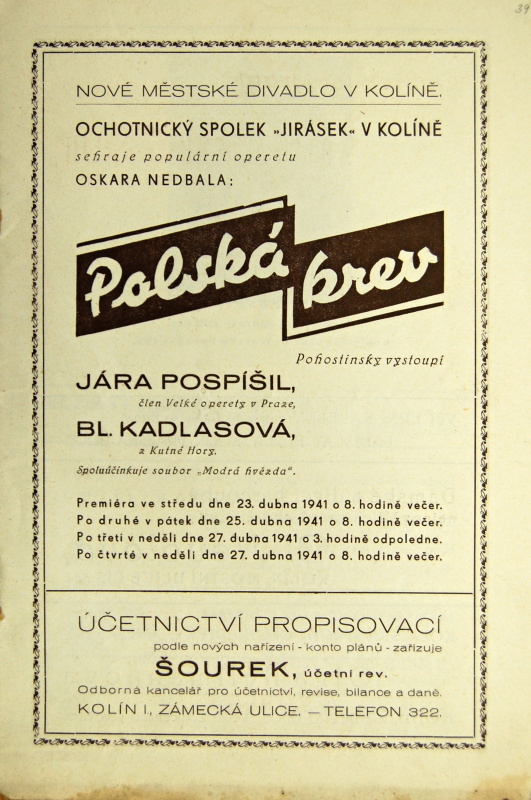 39
NOVÉ MĚSTSKÉ DIVADLO V KOLÍNĚ.
OCHOTNICKÝ SPOLEK „JIRÁSEK“ V KOLÍNĚ
sehraje populární operetu
OSKARA NEDBALA:
Polská krev
Pohostinsky vystoupí
JÁRA POSPÍŠIL,
člen Velké operety v Praze,
BL. KADLASOVÁ,
z Kutné Hory.
Spoluúčinkuje soubor „Modrá hvězda“.
Premiéra ve středu dne 23. dubna 1941 o 8. hodině večer.
Po druhé v pátek dne 25. dubna 1941 o 8. hodině večer.
Po třetí v neděli dne 27. dubna 1941 o 3. hodině odpoledne.
Po čtvrté v neděli dne 27. dubna 1941 o 8. hodině večer.
ÚČETNICTVÍ PROPISOVACÍ
podle nových nařízení - konto plánů - zařizuje
ŠOUREK, účetní rev.
Odborná kancelář pro účetnictví, revise, bilance a daně.
KOLÍN I, ZÁMECKÁ ULICE. — TELEFON 322.